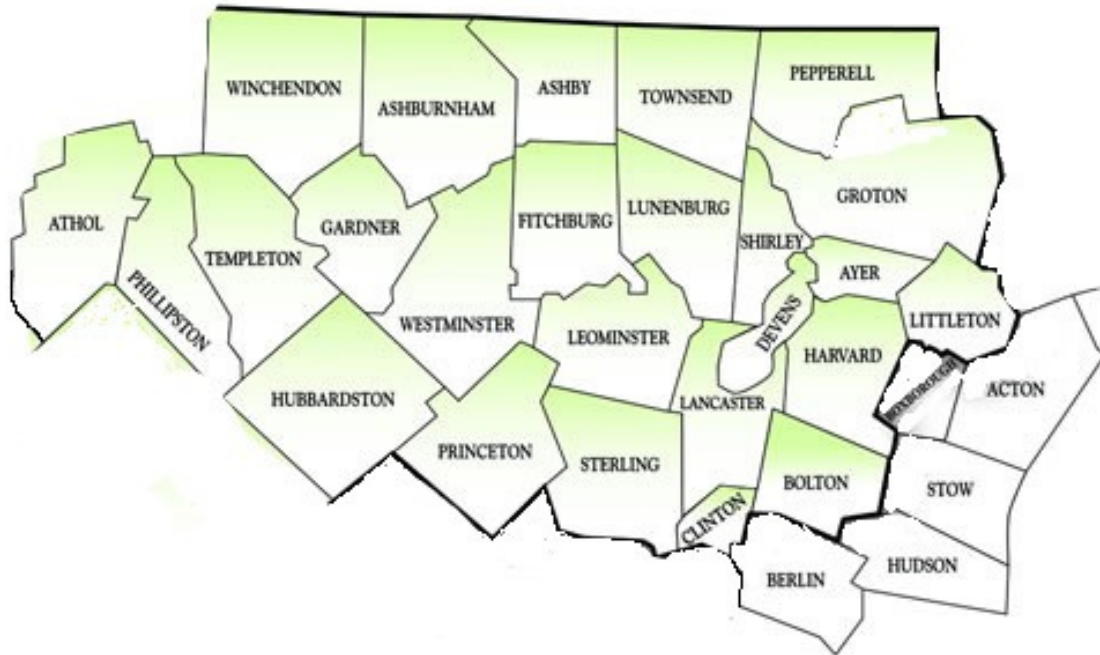 WINCHENDON
ASHBURNHAM
ASHBY
TOWNSEND
PEPPERELL
ATHOL
PHILLIPSTON
TEMPLETON
GARDNER
WESTMINSTER
FITCHBURG
LUNENBURG
SHIRLEY
GROTON
AYER
DEVENS
LITTLETON
HUBBARDSTON
LEOMINSTER
HARVARD
BOXBOROUGH
ACTON
LANCASTER
PRINCETON
STERLING
BOLTON
STOW
CLINTON
BERLIN
HUDSON